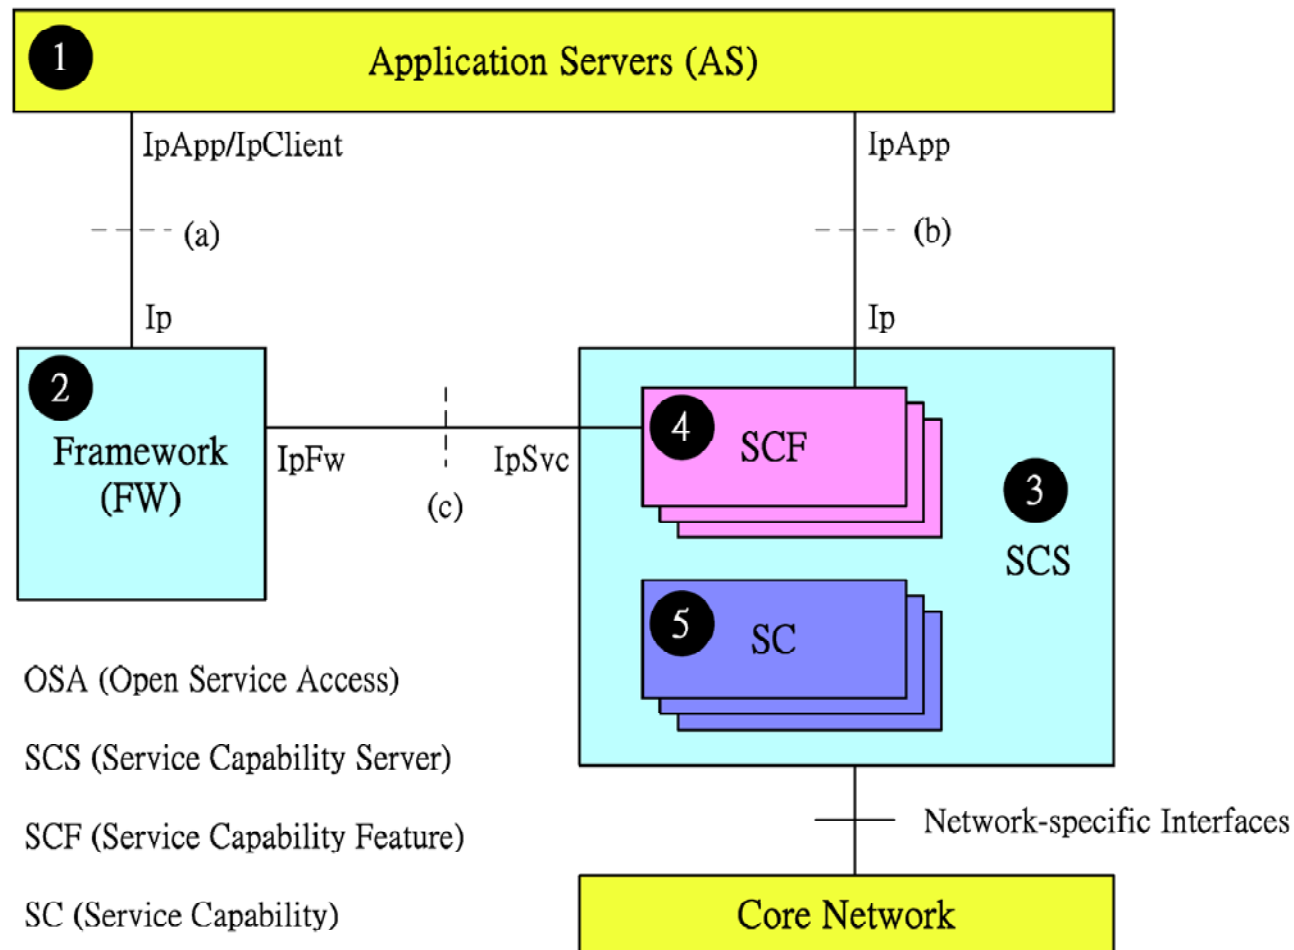 1
Application Servers (AS)
IpApp/IpClient
IpApp
(a)
(b)
Ip
Ip
2
Framework
(FW)
IpFw
(c)
IpSvc
4
SCF
3
SCS
5
SC
OSA (Open Service Access)
SCS (Service Capability Server)
SCF (Service Capability Feature)
SC (Service Capability)
Network-specific Interfaces
Core Network